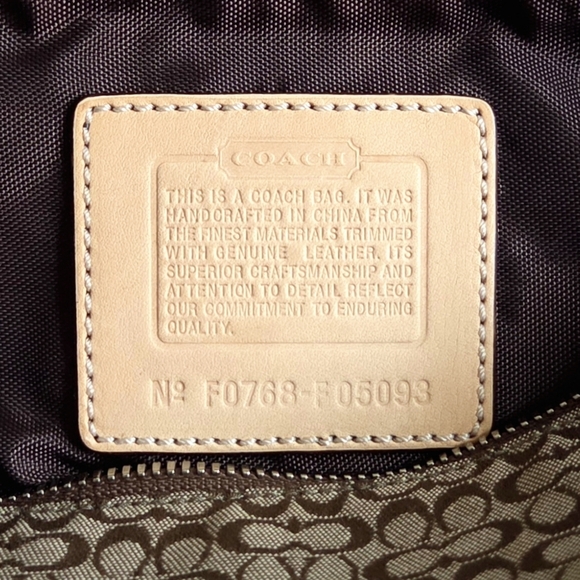 COACH
THIS IS A COACH BAG. IT WAS
HANDCRAFTED IN CHINA FROM
THE FINEST MATERIALS TRIMMED
WITH GENUINE LEATHER. ITS
SUPERIOR CRAFTSMANSHIP AND
ATTENTION TO DETAIL REFLECT
OUR COMMITMENT TO ENDURING
QUALITY.
Nº F0768-F05093